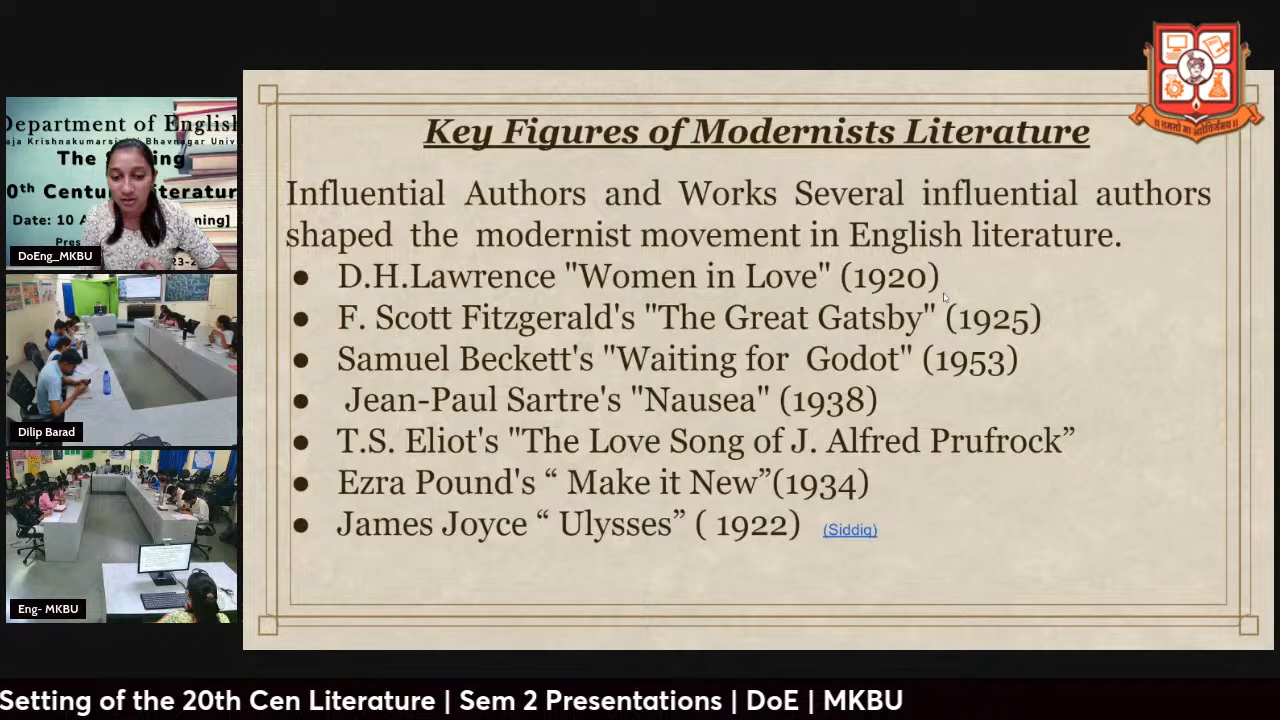 Department of English
The
Literatur
Date: 10
DoEng_MKBU
Dilip Barad
Eng- MKBU
Key Figures of Modernists Literature
Influential Authors and Works Several influential authors
shaped the modernist movement in English literature.
● D.H.Lawrence "Women in Love" (1920)
● F. Scott Fitzgerald's "The Great Gatsby" (1925)
● Samuel Beckett's "Waiting for Godot" (1953)
● Jean-Paul Sartre's "Nausea" (1938)
● T.S. Eliot's "The Love Song of J. Alfred Prufrock”
● Ezra Pound's “ Make it New”(1934)
● James Joyce “ Ulysses” ( 1922) (Siddiq)
Setting of the 20th Cen Literature | Sem 2 Presentations | DoE | MKBU